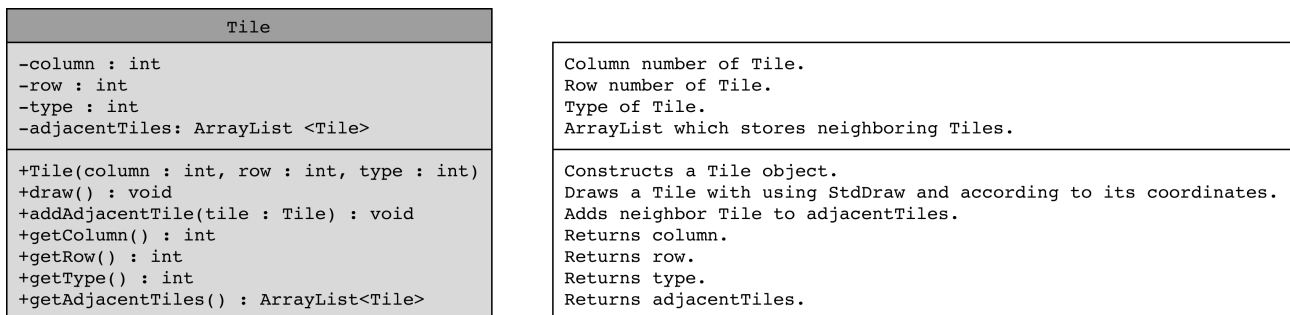 Tile
-column : int
-row : int
-type : int
-adjacentTiles: ArrayList <Tile>
+Tile(column : int, row : int, type : int)
+draw() : void
+addAdjacentTile(tile : Tile) : void
+getColumn() : int
+getRow() : int
+getType() : int
+getAdjacentTiles() : ArrayList<Tile>
Column number of Tile.
Row number of Tile.
Type of Tile.
ArrayList which stores neighboring Tiles.
Constructs a Tile object.
Draws a Tile with using StdDraw and according to its coordinates.
Adds neighbor Tile to adjacentTiles.
Returns column.
Returns row.
Returns type.
Returns adjacentTiles.